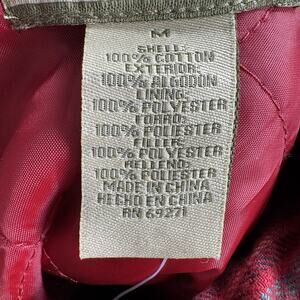 M
SHELL:
100% COTTON
EXTERIOR:
100% ALGODON
LINING:
100% POLYESTER
FORRO:
100% POLIESTER
FILLER:
100% POLYESTER
RELLENO:
100% POLIESTER
MADE IN CHINA
HECHO EN CHINA
RN 69271